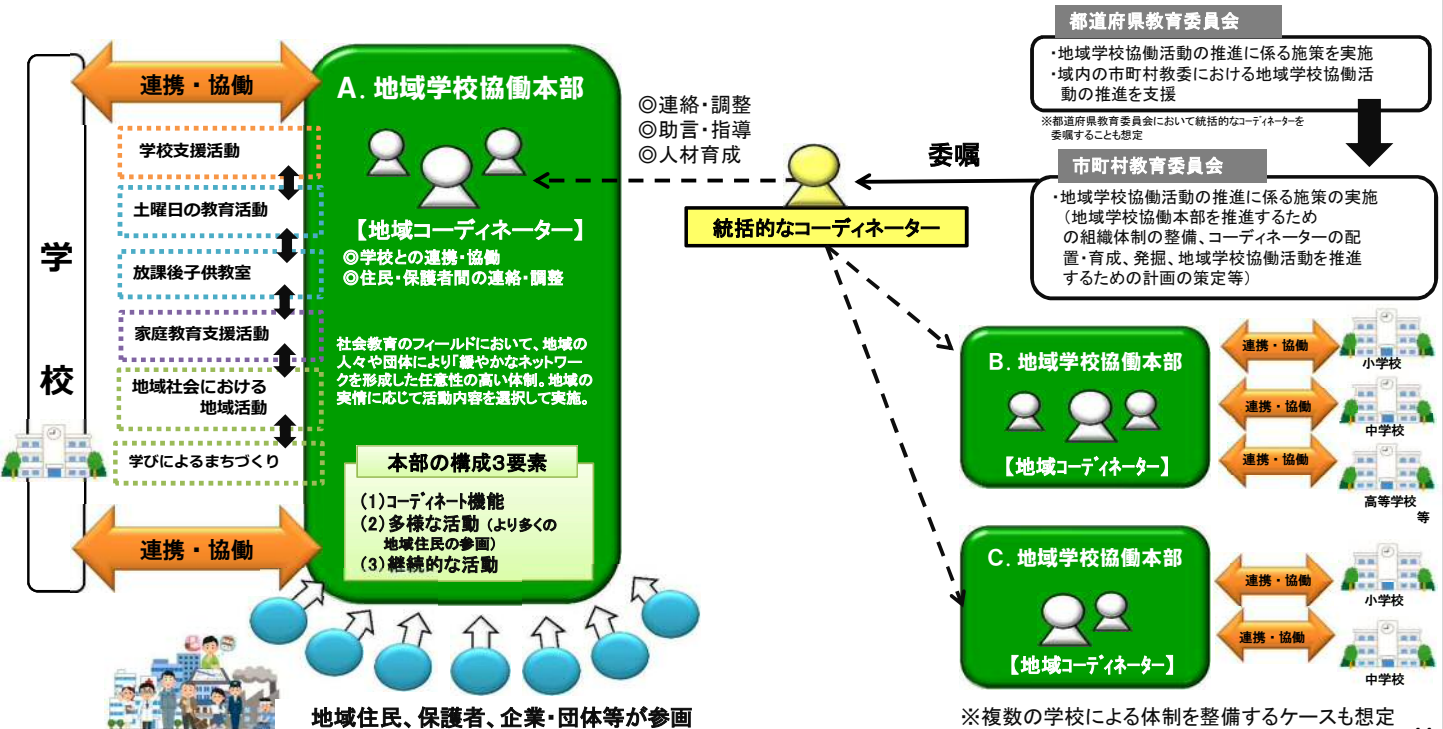 学校
連携・協働
学校支援活動
土曜日の教育活動
放課後子供教室
家庭教育支援活動
地域社会における
地域活動
学びによるまちづくり
連携・協働
A. 地域学校協働本部
【地域コーディネーター】
◎学校との連携・協働
◎住民・保護者間の連絡・調整
社会教育のフィールドにおいて、地域の
人々や団体により「緩やかなネットワー
クを形成した任意性の高い体制。地域の
実情に応じて活動内容を選択して実施。
本部の構成3要素
(1)コーディネート機能
(2)多様な活動（より多くの
地域住民の参画）
(3)継続的な活動
地域住民、保護者、企業・団体等が参画
◎連絡・調整
◎助言・指導
◎人材育成
統括的なコーディネーター
委嘱
都道府県教育委員会
・地域学校協働活動の推進に係る施策を実施
・域内の市町村教委における地域学校協働活
動の推進を支援
※都道府県教育委員会において統括的なコーディネーターを
委嘱することも想定
市町村教育委員会
・地域学校協働活動の推進に係る施策の実施
（地域学校協働本部を推進するため
の組織体制の整備、コーディネーターの配
置・育成、発掘、地域学校協働活動を推進
するための計画の策定等）
B. 地域学校協働本部
【地域コーディネーター】
連携・協働
小学校
連携・協働
中学校
連携・協働
高等学校
等
C. 地域学校協働本部
【地域コーディネーター】
連携・協働
小学校
連携・協働
中学校
※複数の学校による体制を整備するケースも想定